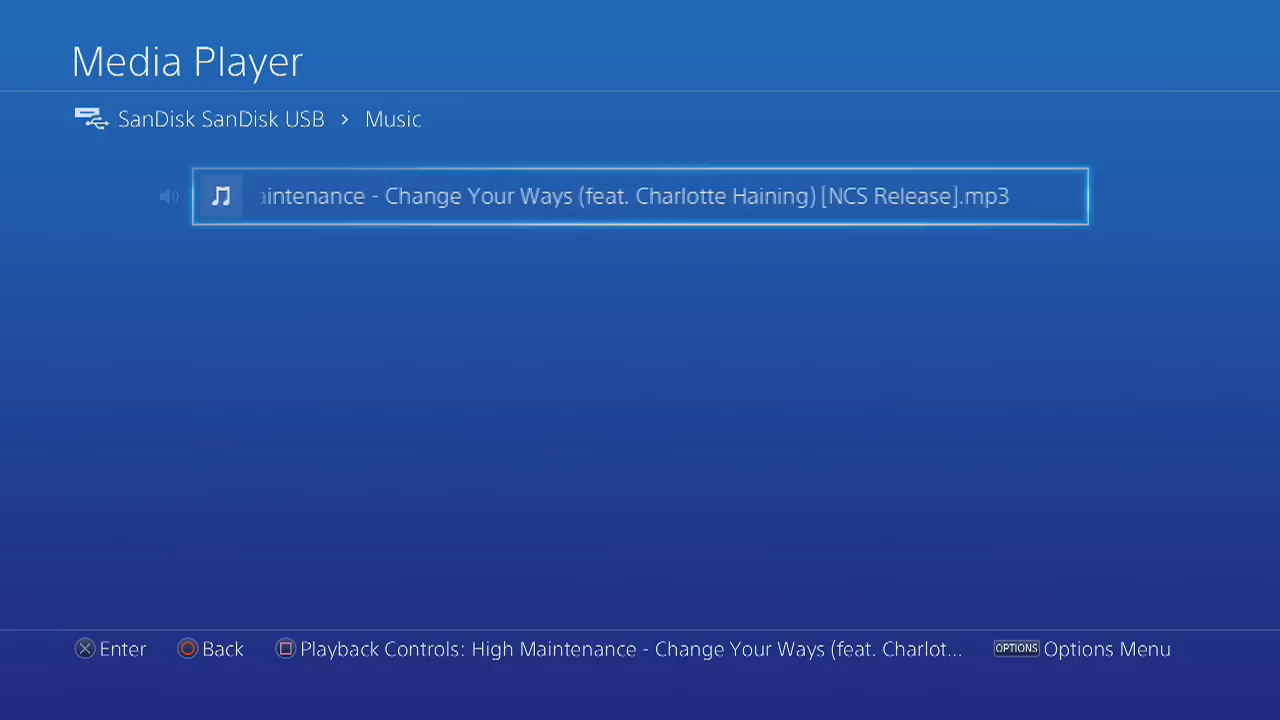 Media Player
SanDisk SanDisk USB > Music
aintenance - Change Your Ways (feat. Charlotte Haining) [NCS Release].mp3
Enter Back Playback Controls: High Maintenance - Change Your Ways (feat. Charlot... OPTIONS Options Menu